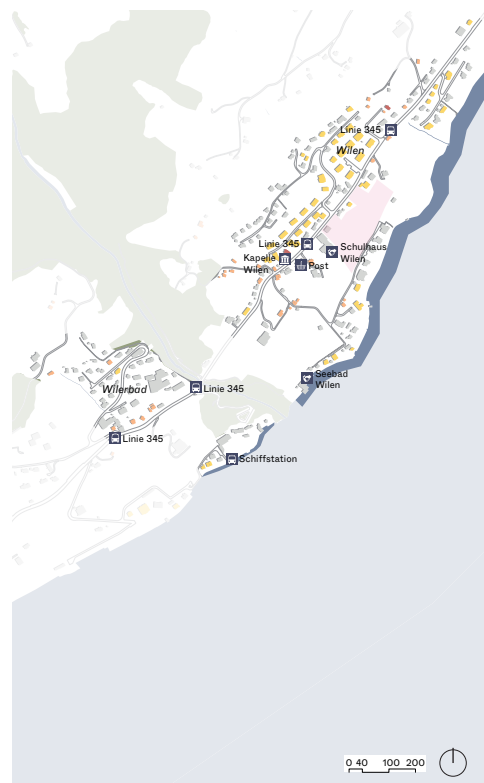 Linie 345
Wilen
Linie 345
Schulhaus
Wilen
Kapelle
Wilen
Post
Seebad
Wilen
Wilerbad
Linie 345
Linie 345
Schiffstation
0 40 100 200